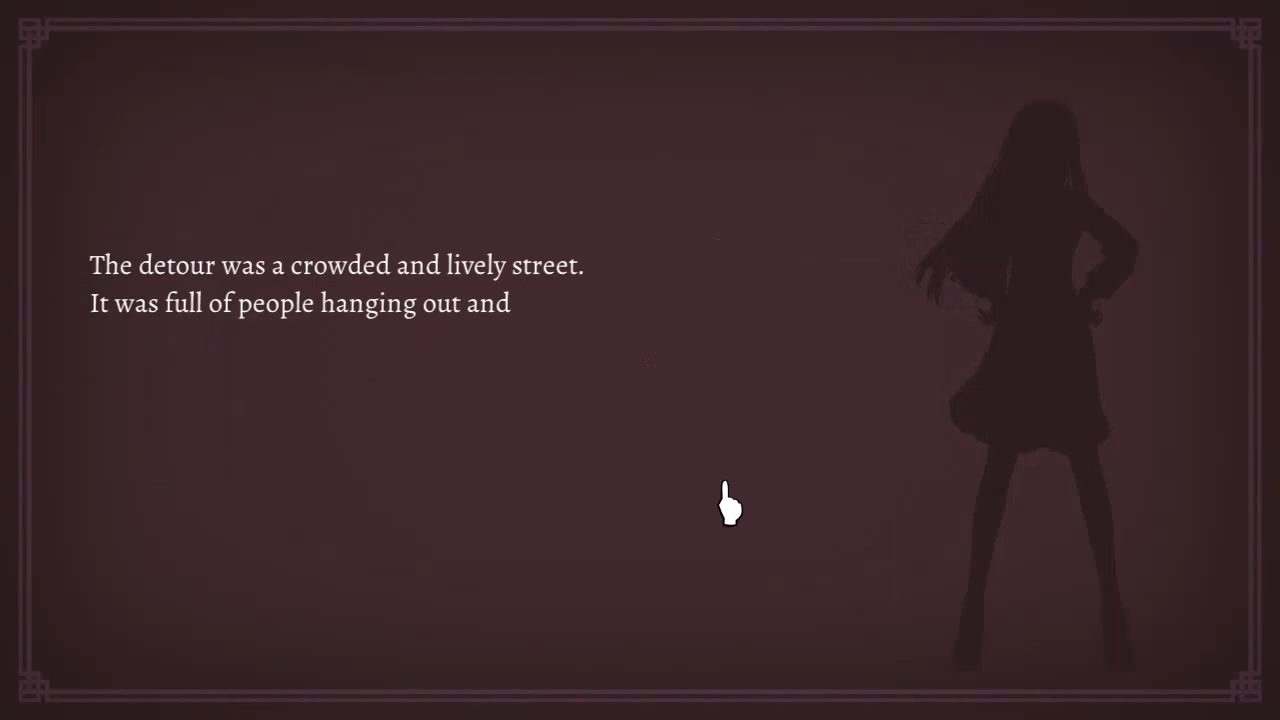 The detour was a crowded and lively street.
It was full of people hanging out and